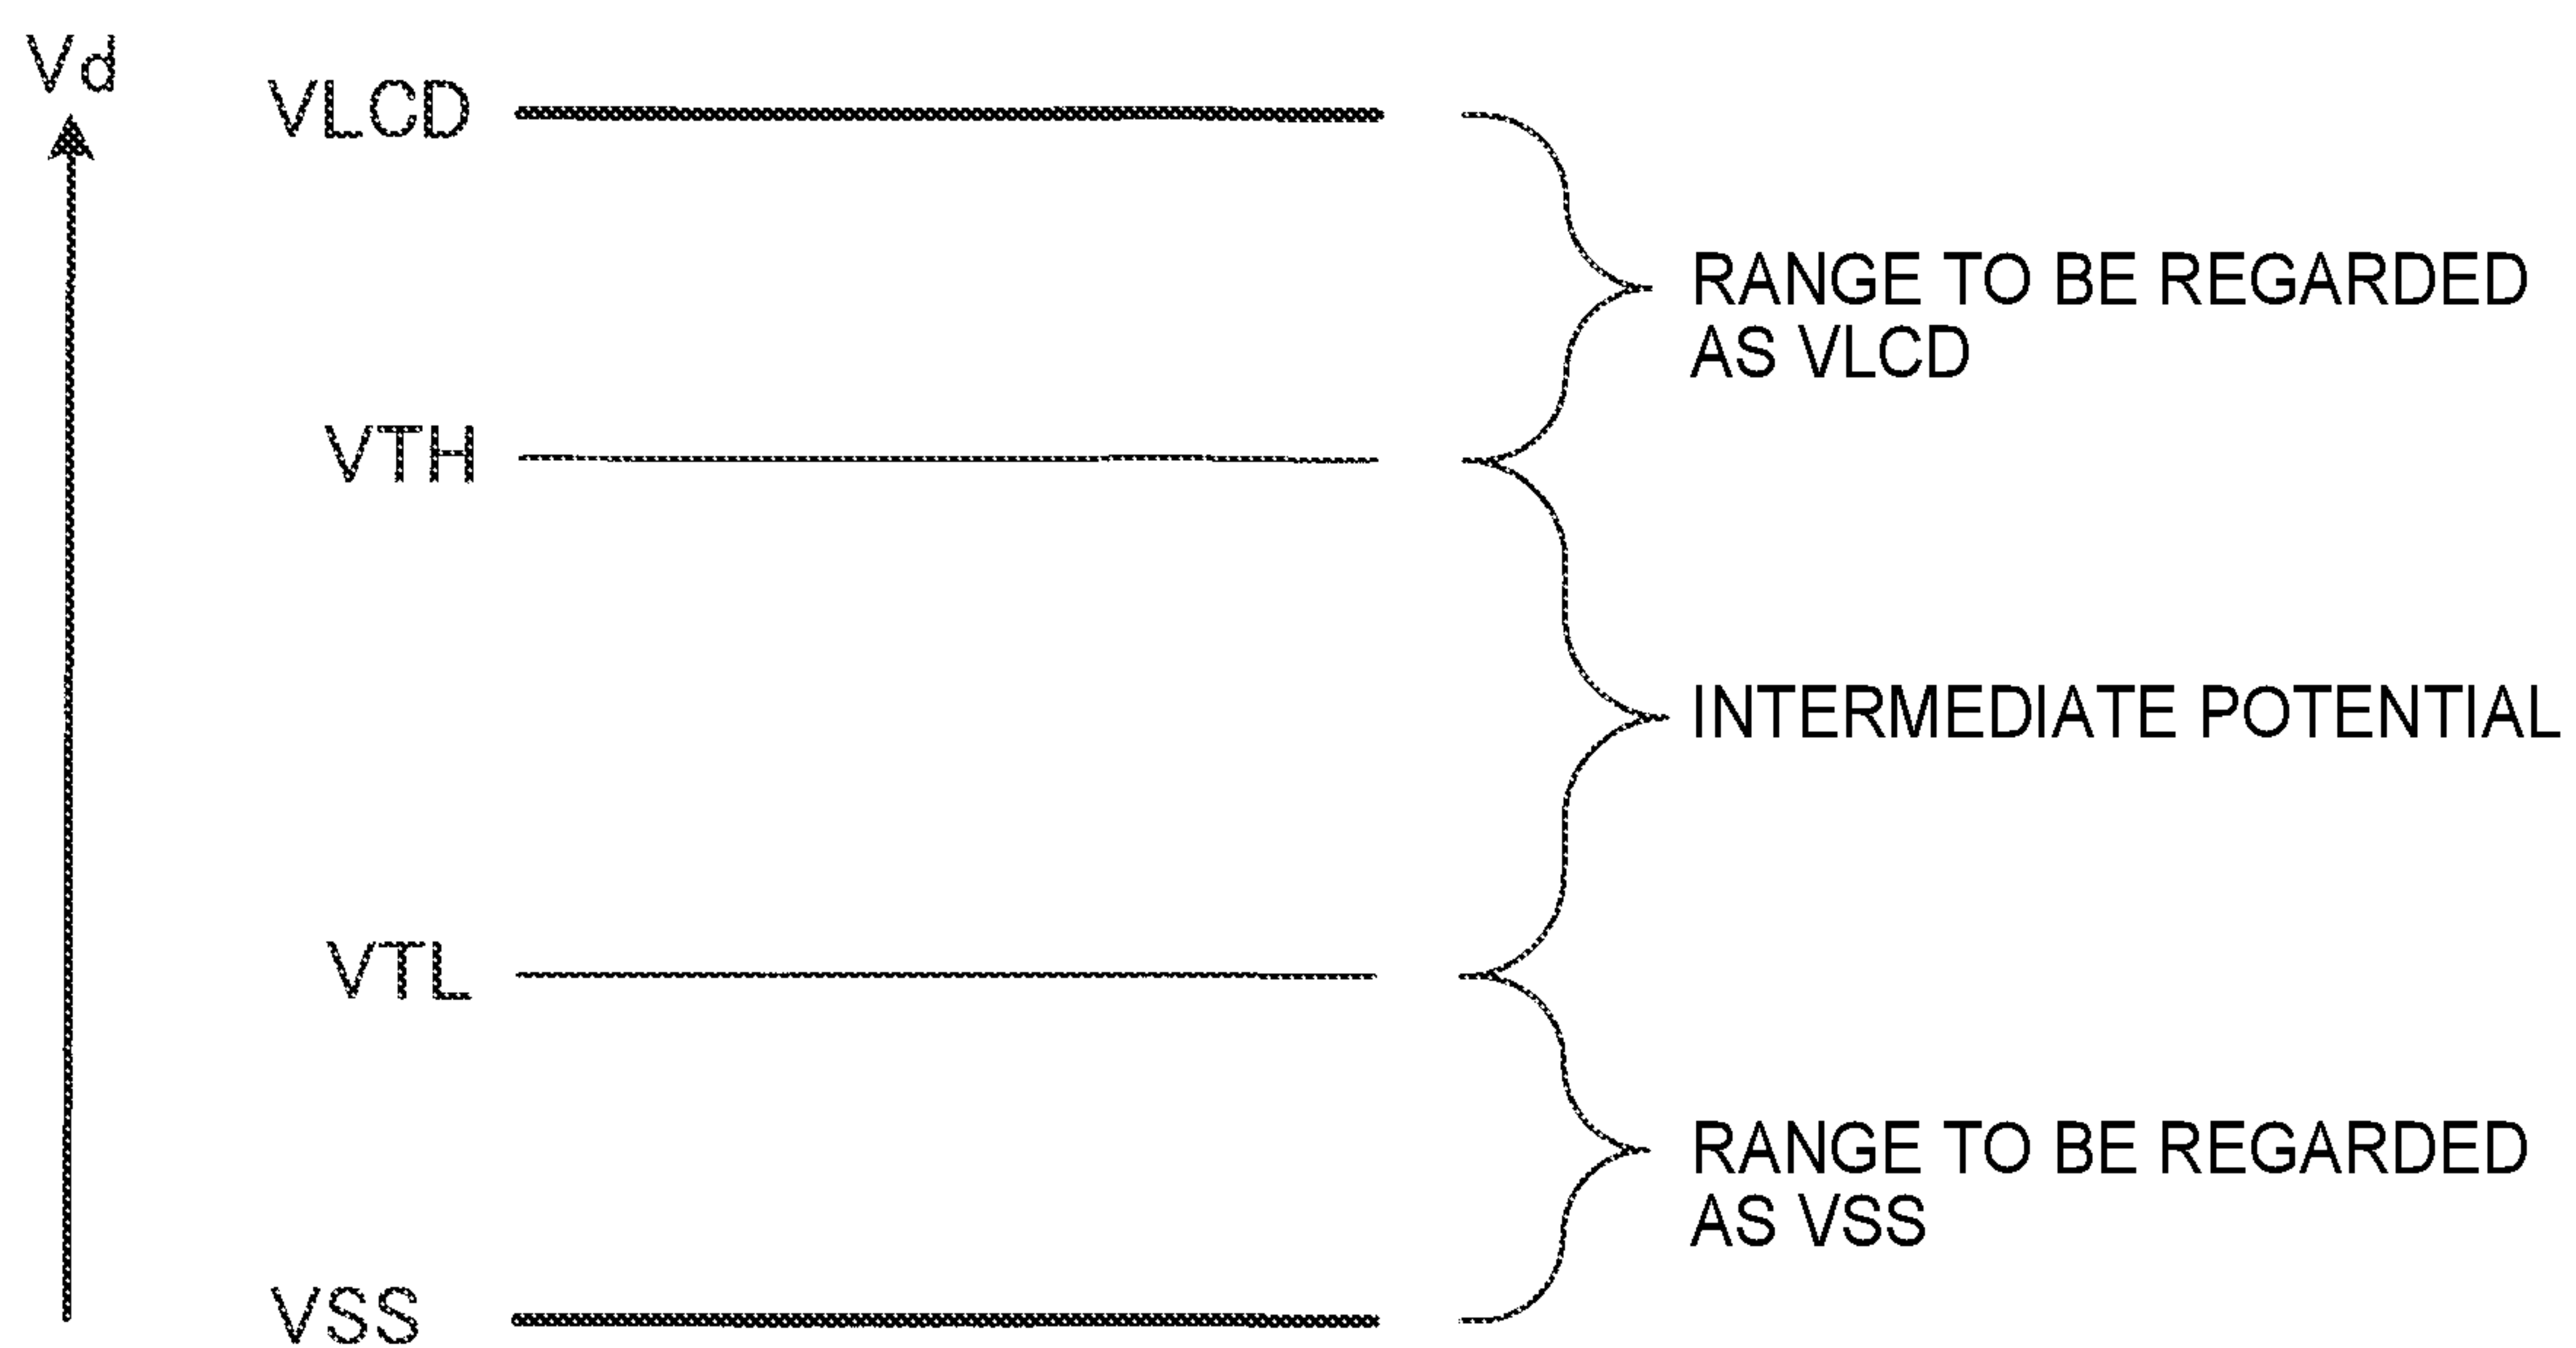 Vd
VLCD
RANGE TO BE REGARDED
AS VLCD
VTH
INTERMEDIATE POTENTIAL
VTL
RANGE TO BE REGARDED
AS VSS
VSS